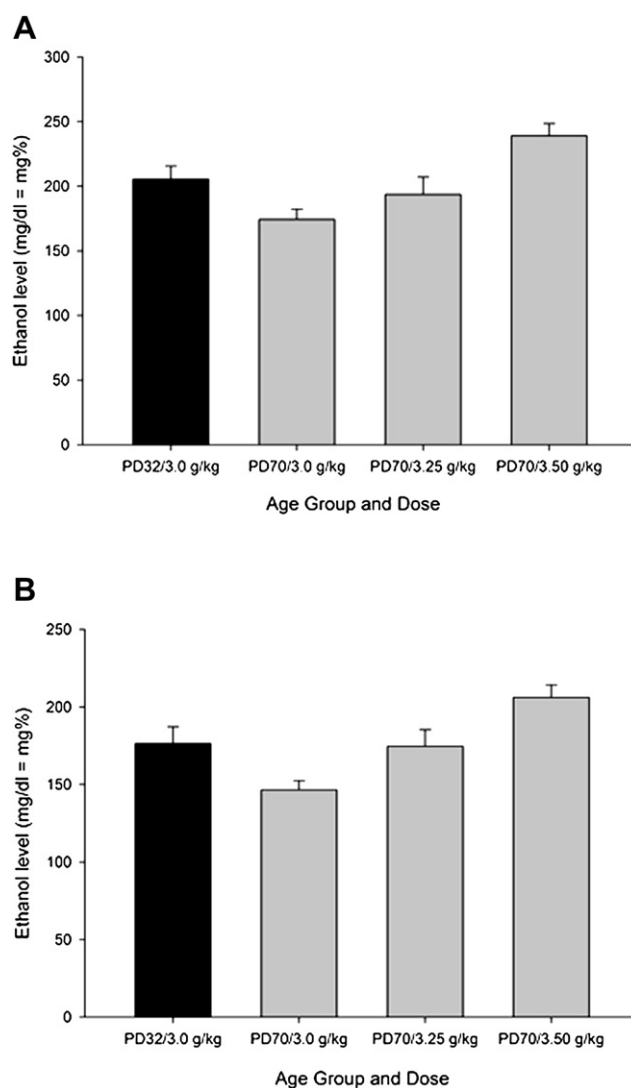 A
Ethanol level (mg/dl = mg%)
300
250
200
150
100
50
0
PD32/3.0 g/kg PD70/3.0 g/kg PD70/3.25 g/kg PD70/3.50 g/kg
Age Group and Dose
B
Ethanol level (mg/dl = mg%)
250
200
150
100
50
0
PD32/3.0 g/kg PD70/3.0 g/kg PD70/3.25 g/kg PD70/3.50 g/kg
Age Group and Dose